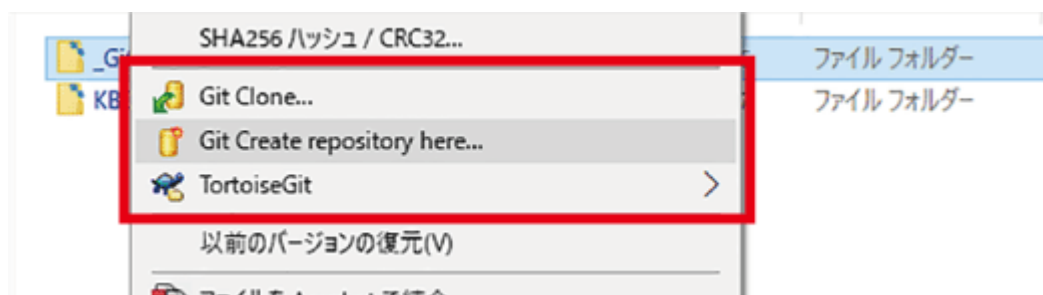 SHA256 ハッシュ / CRC32...
_Gi
ファイル フォルダー
KB
Git Clone...
ファイル フォルダー
Git Create repository here...
TortoiseGit
以前のバージョンの復元(V)